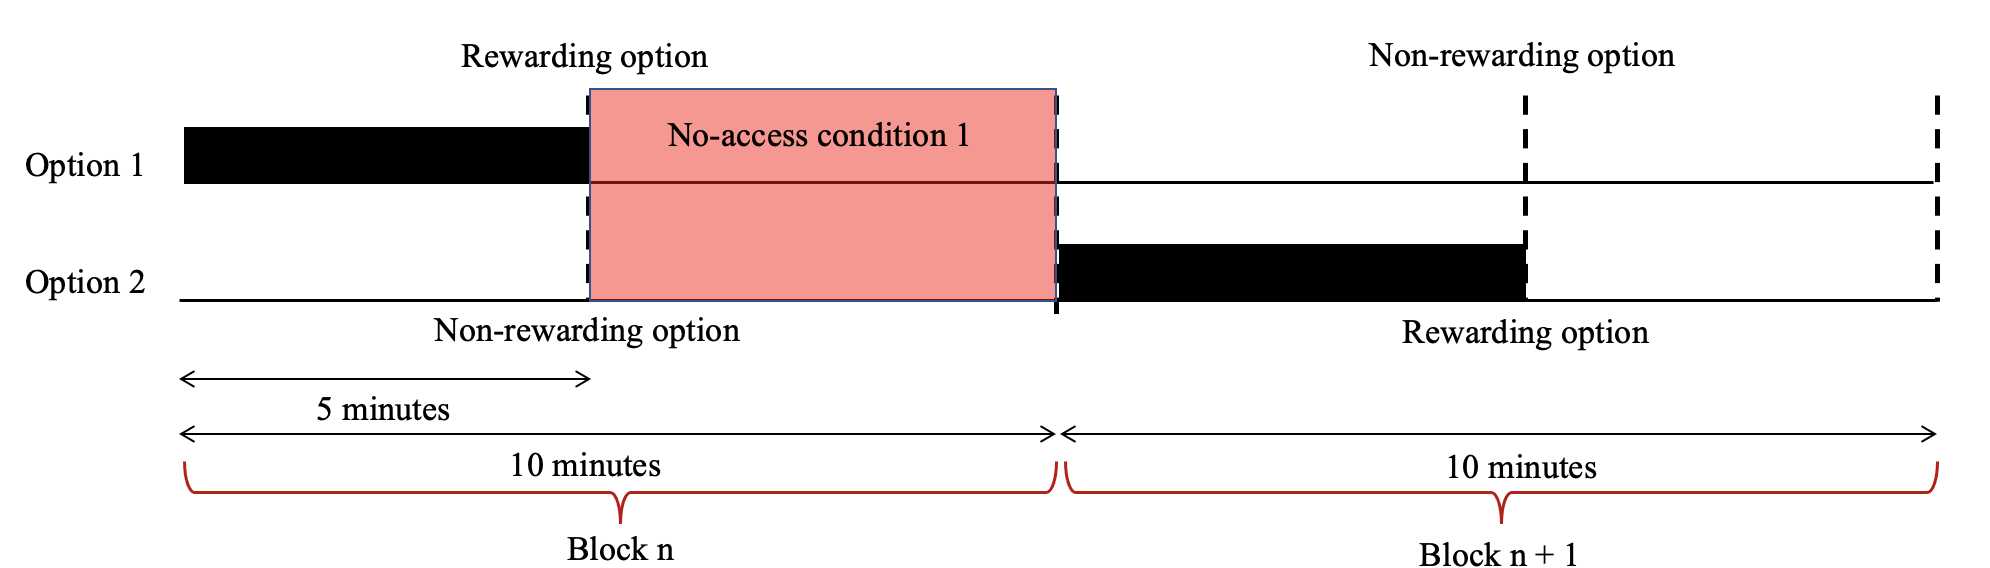 Rewarding option
Non-rewarding option
No-access condition 1
Option 1
Option 2
Non-rewarding option
Rewarding option
5 minutes
10 minutes
10 minutes
Block n
Block n + 1